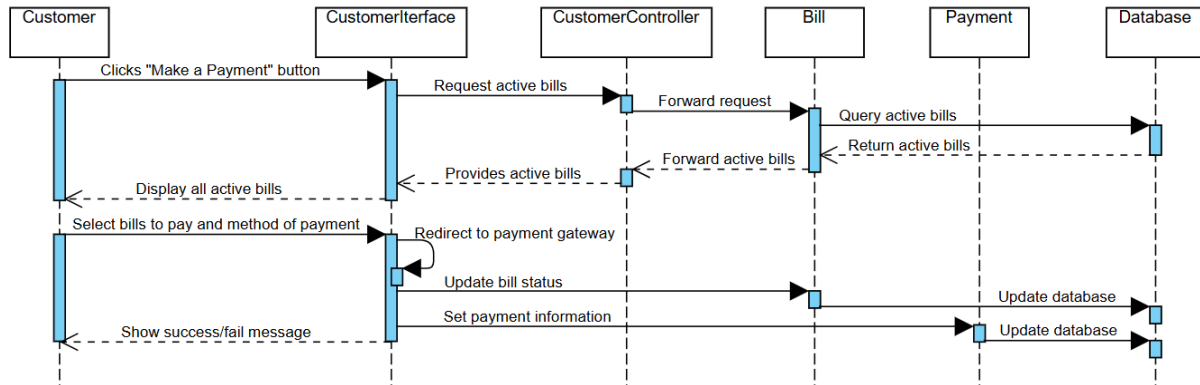 Customer
CustomerIterface
CustomerController
Bill
Payment
Database
Clicks "Make a Payment" button
Request active bills
Forward request
Query active bills
Return active bills
Forward active bills
Provides active bills
Display all active bills
Select bills to pay and method of payment
Redirect to payment gateway
Update bill status
Update database
Set payment information
Update database
Show success/fail message